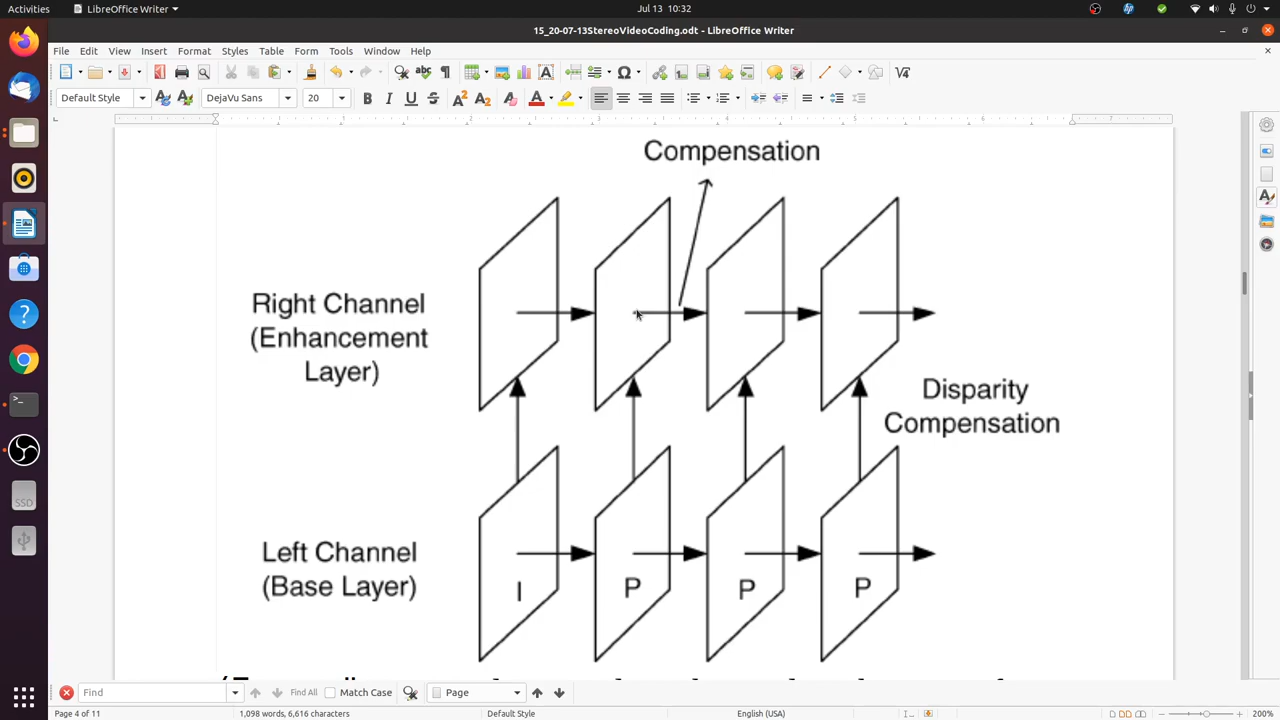 Activities
LibreOffice Writer
Jul 13 10:32
15_20-07-13StereoVideoCoding.odt - LibreOffice Writer
File Edit View Insert Format Styles Table Form Tools Window Help
Default Style
DejaVu Sans
20
Compensation
Right Channel
(Enhancement
Layer)
Disparity
Compensation
Left Channel
(Base Layer)
I P P P
Find
Find All
Match Case
Page
Page 4 of 11
1,098 words, 6,616 characters
Default Style
English (USA)
200%